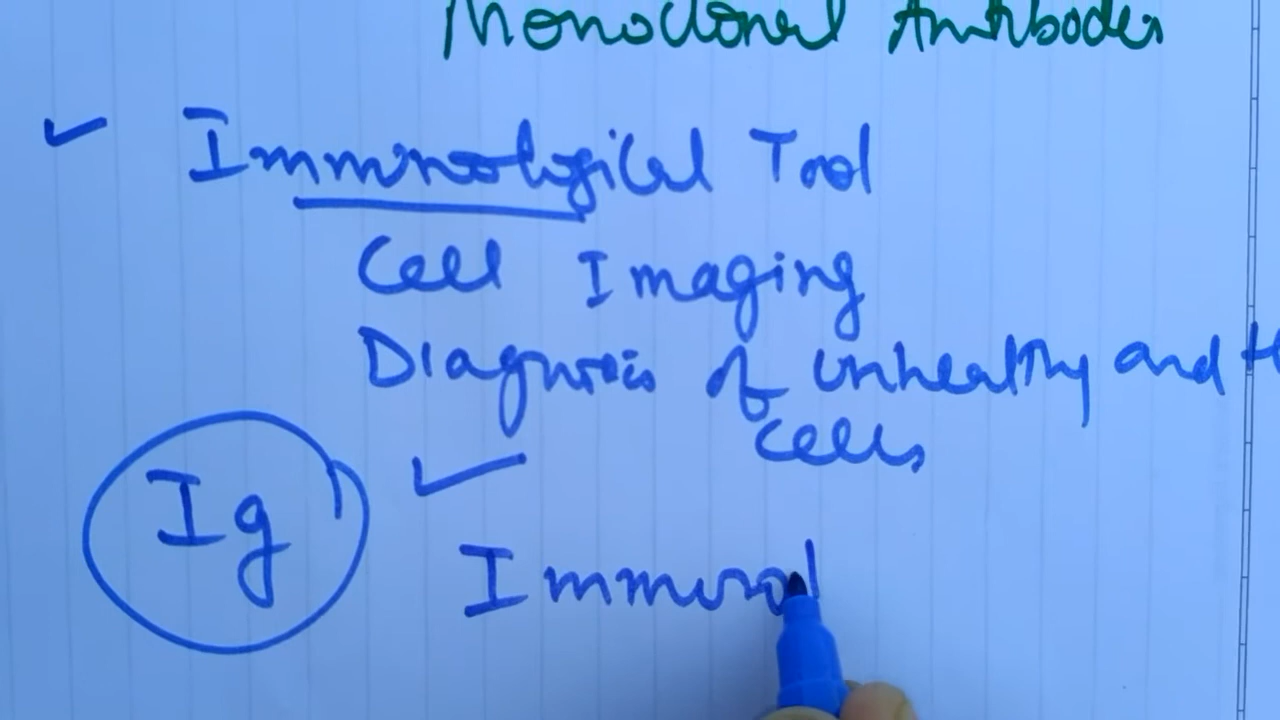 Monoclonal Antibodies
Immunological Tool
Cell Imaging
Diagnosis of unhealthy and
cells
Ig
Immunol